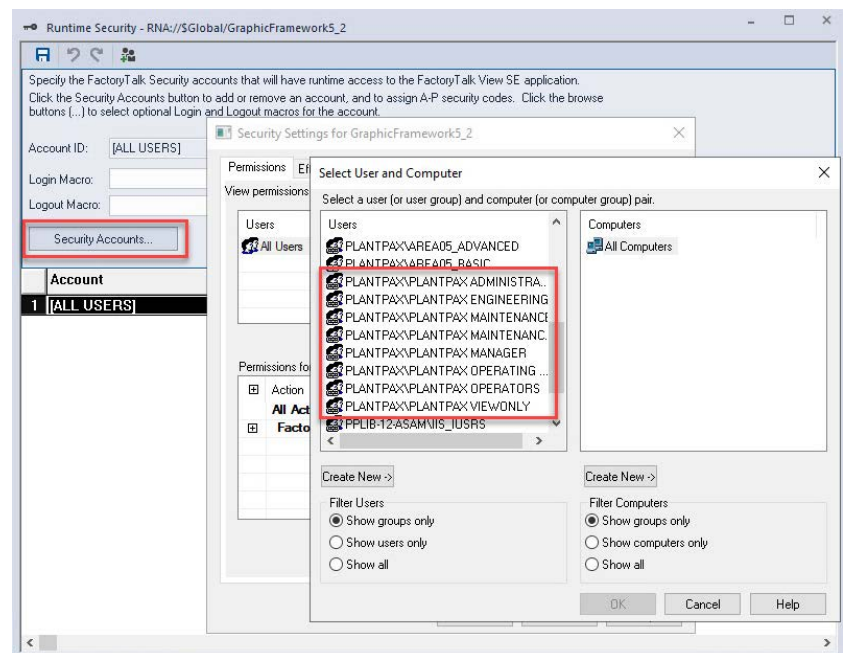 Runtime Security - RNA://$Global/GraphicFramework5_2
Specify the FactoryTalk Security accounts that will have runtime access to the FactoryTalk View SE application.
Click the Security Accounts button to add or remove an account, and to assign A-P security codes. Click the browse
buttons (...) to select optional Login and Logout macros for the account.
Security Settings for GraphicFramework5_2
Account ID: [ALL USERS]
Login Macro:
Logout Macro:
Security Accounts...
Account
1 [ALL USERS]
Permissions Ef
View permissions
Users
All Users
Permissions fo
Action
All Act
Facto
Select User and Computer
Select a user (or user group) and computer (or computer group) pair.
Users
PLANTPAX\AREA05_ADVANCED
PLANTPAX\AREA05_BASIC
PLANTPAX\PLANTPAX ADMINISTRA..
PLANTPAX\PLANTPAX ENGINEERING
PLANTPAX\PLANTPAX MAINTENANCE
PLANTPAX\PLANTPAX MAINTENANC.
PLANTPAX\PLANTPAX MANAGER
PLANTPAX\PLANTPAX OPERATING ...
PLANTPAX\PLANTPAX OPERATORS
PLANTPAX\PLANTPAX VIEWONLY
PPLIB-12-ASAM\IIS_IUSRS
Computers
All Computers
Create New ->
Create New ->
Filter Users
Show groups only
Show users only
Show all
Filter Computers
Show groups only
Show computers only
Show all
OK Cancel Help